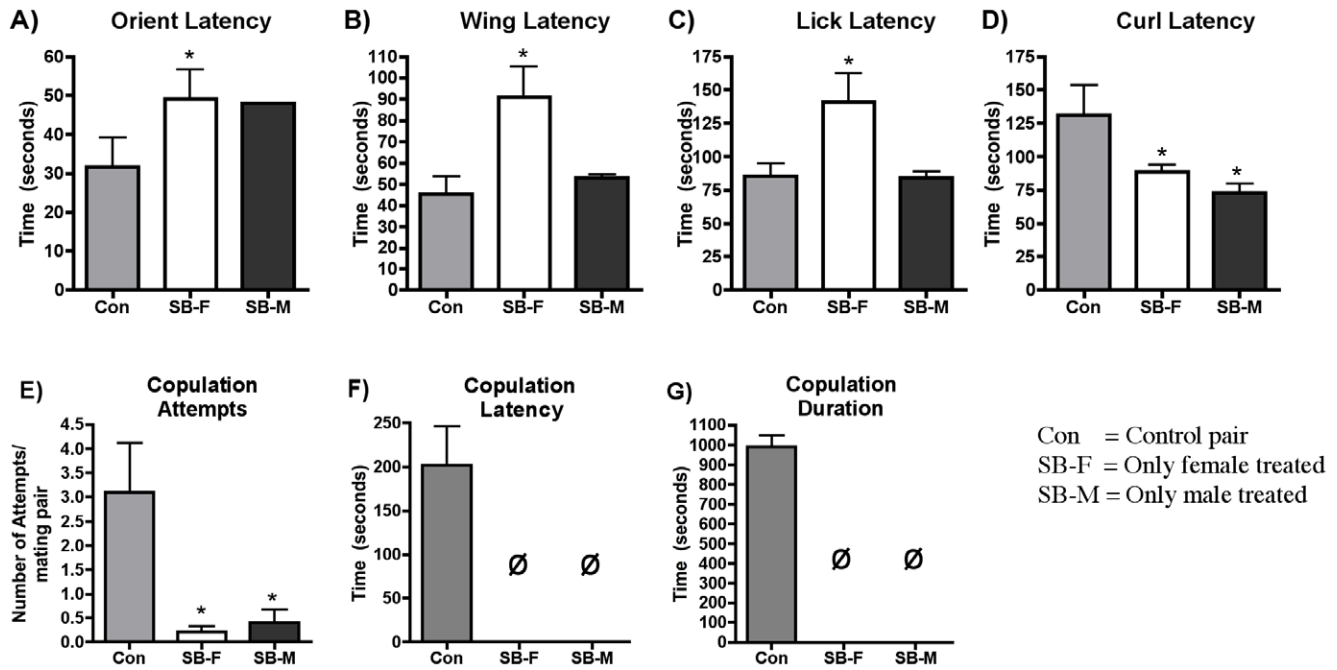 A) Orient Latency
Time (seconds)
60
50
40
30
20
10
0
*
Con SB-F SB-M
B) Wing Latency
Time (seconds)
110
100
90
80
70
60
50
40
30
20
10
0
*
Con SB-F SB-M
C) Lick Latency
Time (seconds)
175
150
125
100
75
50
25
0
*
Con SB-F SB-M
D) Curl Latency
Time (seconds)
175
150
125
100
75
50
25
0
* *
Con SB-F SB-M
E) Copulation
Attempts
Number of Attempts/
mating pair
4.5
4.0
3.5
3.0
2.5
2.0
1.5
1.0
0.5
0.0
* *
Con SB-F SB-M
F) Copulation
Latency
Time (seconds)
250
200
150
100
50
0
Ø Ø
Con SB-F SB-M
G) Copulation
Duration
Time (seconds)
1100
1000
900
800
700
600
500
400
300
200
100
0
Ø Ø
Con SB-F SB-M
Con = Control pair
SB-F = Only female treated
SB-M = Only male treated